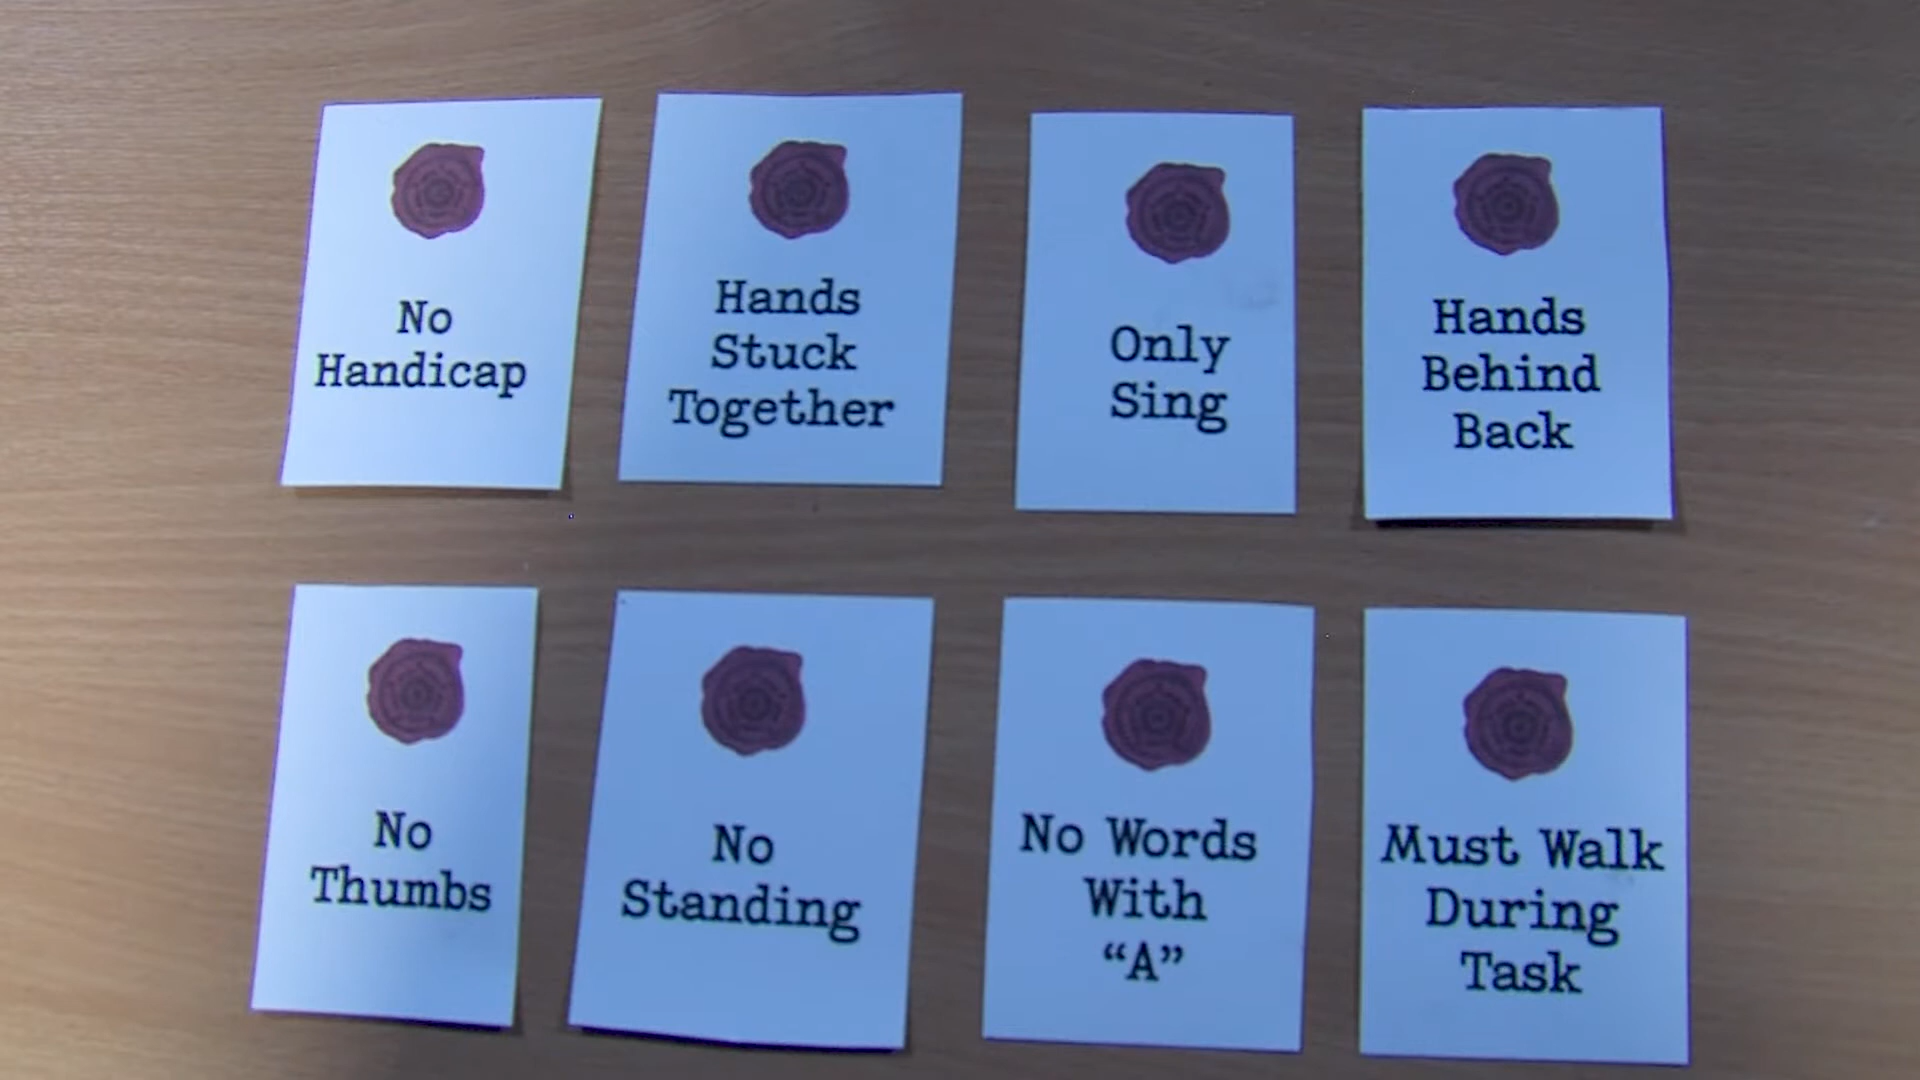 No
Handicap
Hands
Stuck
Together
Only
Sing
Hands
Behind
Back
No
Thumbs
No
Standing
No Words
With
“A”
Must Walk
During
Task